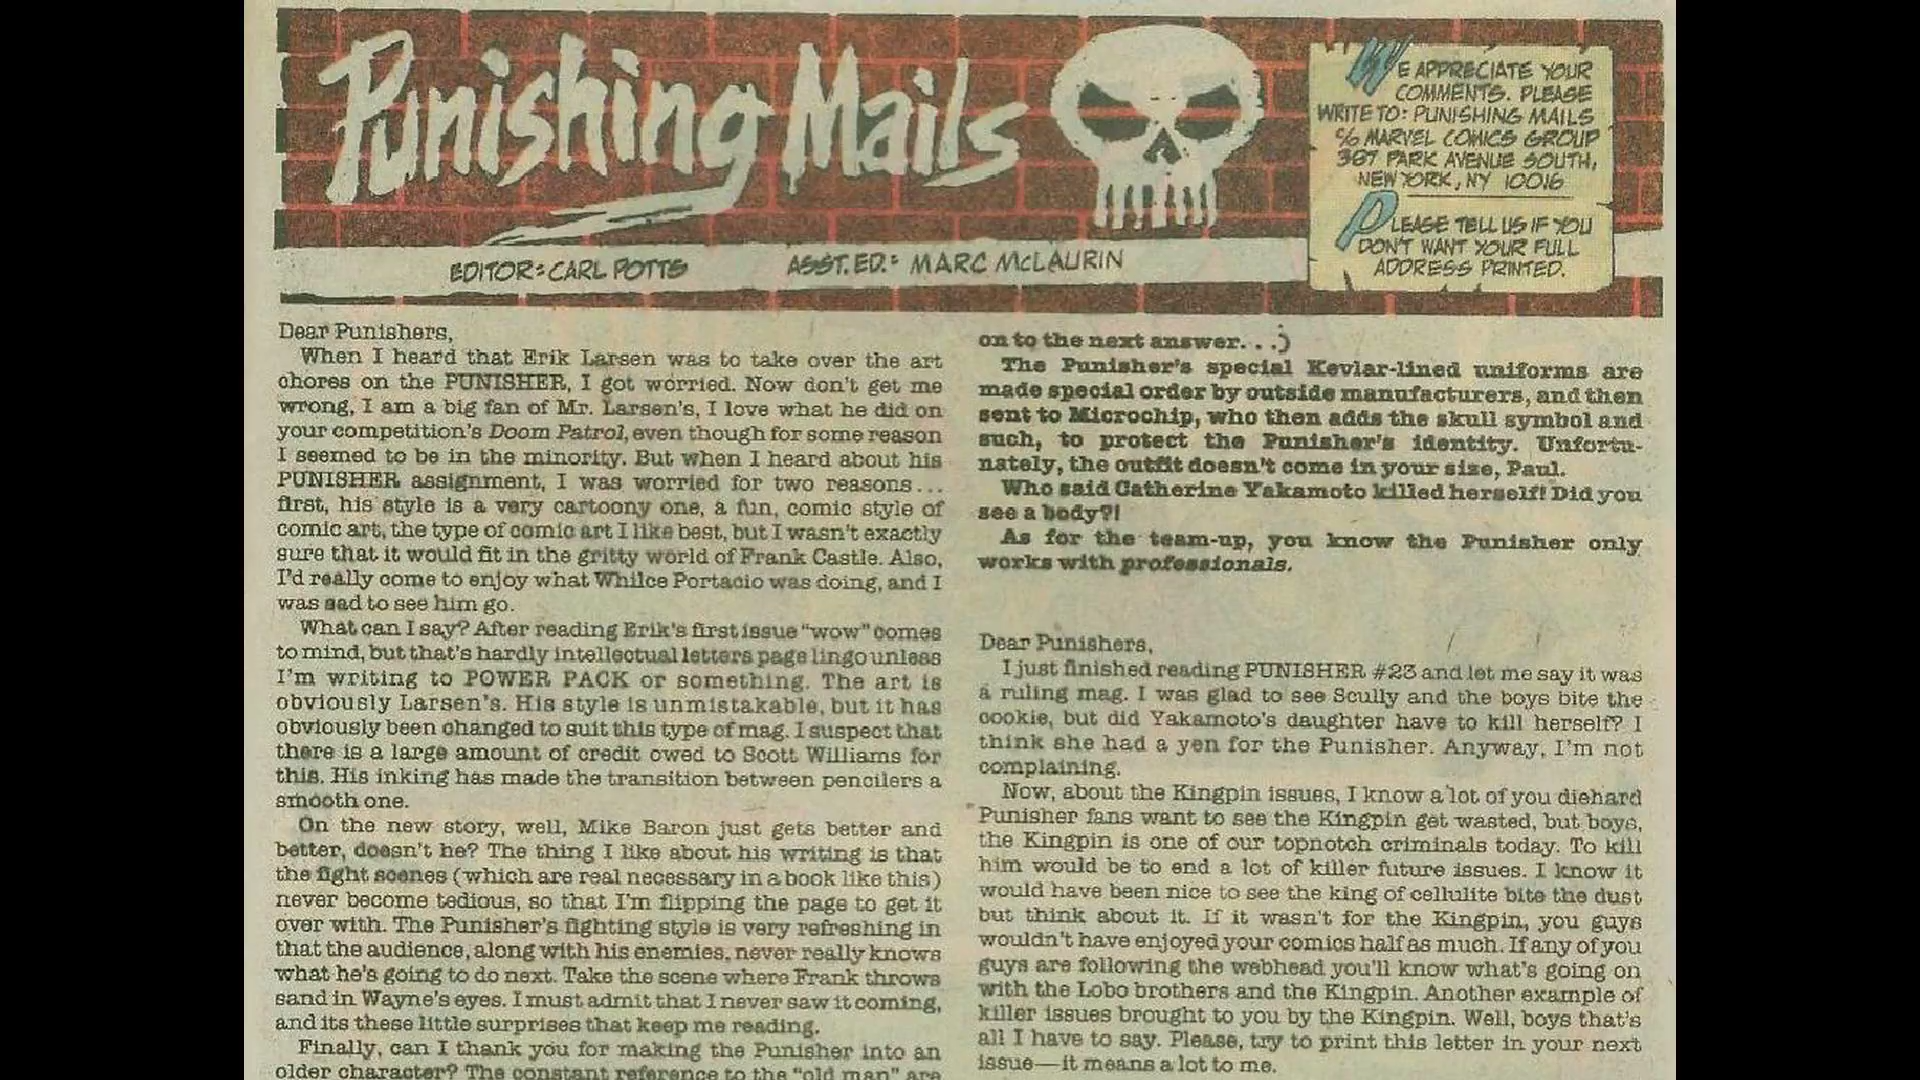 Punishing Mails
EDITOR: CARL POTTS
ASST. ED.: MARC McLAURIN
WE APPRECIATE YOUR
COMMENTS. PLEASE
WRITE TO: PUNISHING MAILS
c/o MARVEL COMICS GROUP
387 PARK AVENUE SOUTH,
NEW YORK, NY 10016
PLEASE TELL US IF YOU
DON'T WANT YOUR FULL
ADDRESS PRINTED.
Dear Punishers,
When I heard that Erik Larsen was to take over the art
chores on the PUNISHER, I got worried. Now don't get me
wrong, I am a big fan of Mr. Larsen's, I love what he did on
your competition's Doom Patrol, even though for some reason
I seemed to be in the minority. But when I heard about his
PUNISHER assignment, I was worried for two reasons...
first, his style is a very cartoony one, a fun, comic style of
comic art, the type of comic art I like best, but I wasn't exactly
sure that it would fit in the gritty world of Frank Castle. Also,
I'd really come to enjoy what Whilce Portacio was doing, and I
was sad to see him go.
What can I say? After reading Erik's first issue "wow" comes
to mind, but that's hardly intellectual letters page lingo unless
I'm writing to POWER PACK or something. The art is
obviously Larsen's. His style is unmistakable, but it has
obviously been changed to suit this type of mag. I suspect that
there is a large amount of credit owed to Scott Williams for
this. His inking has made the transition between pencilers a
smooth one.
On the new story, well, Mike Baron just gets better and
better, doesn't he? The thing I like about his writing is that
the fight scenes (which are real necessary in a book like this)
never become tedious, so that I'm flipping the page to get it
over with. The Punisher's fighting style is very refreshing in
that the audience, along with his enemies, never really knows
what he's going to do next. Take the scene where Frank throws
sand in Wayne's eyes. I must admit that I never saw it coming,
and its these little surprises that keep me reading.
Finally, can I thank you for making the Punisher into an
older character? The constant reference to the "old man" are
on to the next answer. . .)
The Punisher's special Kevlar-lined uniforms are
made special order by outside manufacturers, and then
sent to Microchip, who then adds the skull symbol and
such, to protect the Punisher's identity. Unfortu-
nately, the outfit doesn't come in your size, Paul.
Who said Catherine Yakamoto killed herself! Did you
see a body?!
As for the team-up, you know the Punisher only
works with professionals.
Dear Punishers,
I just finished reading PUNISHER #23 and let me say it was
a ruling mag. I was glad to see Scully and the boys bite the
cookie, but did Yakamoto's daughter have to kill herself? I
think she had a yen for the Punisher. Anyway, I'm not
complaining.
Now, about the Kingpin issues, I know a lot of you diehard
Punisher fans want to see the Kingpin get wasted, but boys,
the Kingpin is one of our topnotch criminals today. To kill
him would be to end a lot of killer future issues. I know it
would have been nice to see the king of cellulite bite the dust
but think about it. If it wasn't for the Kingpin, you guys
wouldn't have enjoyed your comics half as much. If any of you
guys are following the webhead you'll know what's going on
with the Lobo brothers and the Kingpin. Another example of
killer issues brought to you by the Kingpin. Well, boys that's
all I have to say. Please, try to print this letter in your next
issue—it means a lot to me.